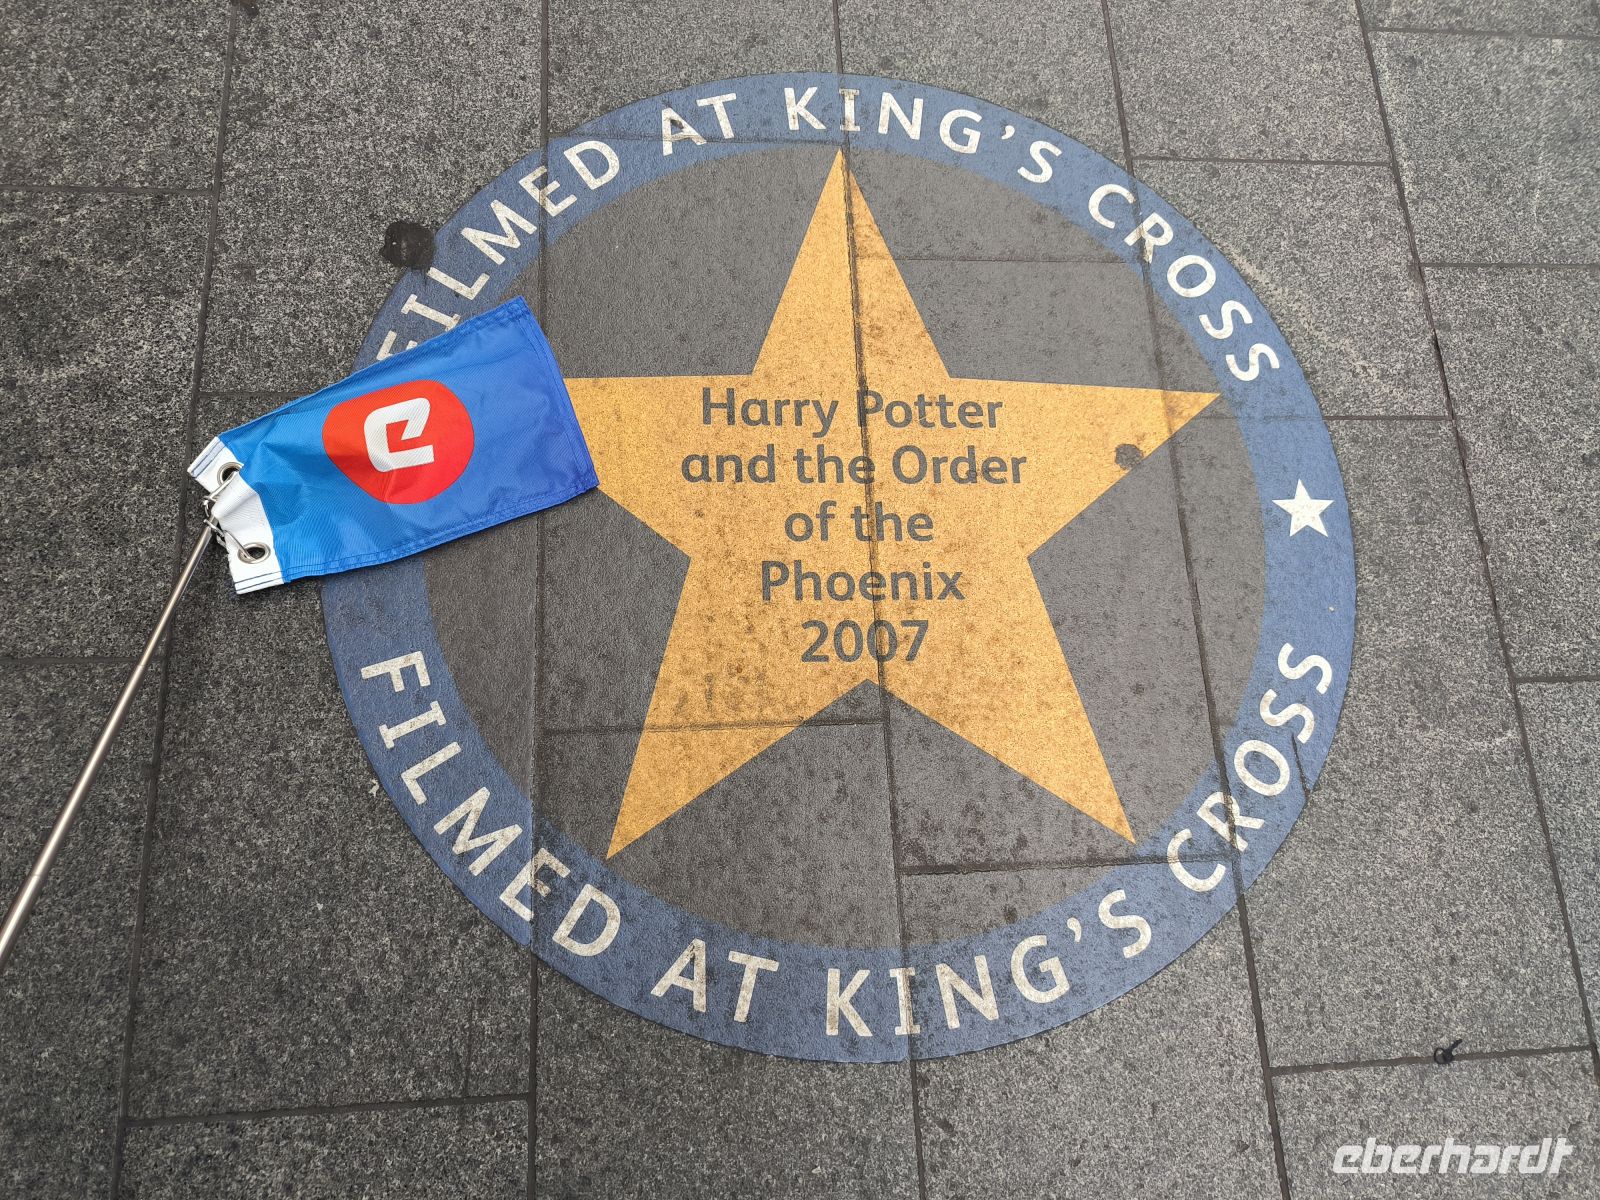 FILMED AT KING'S CROSS
Harry Potter
and the Order
of the
Phoenix
2007
FILMED AT KING'S CROSS
e
eberhardt